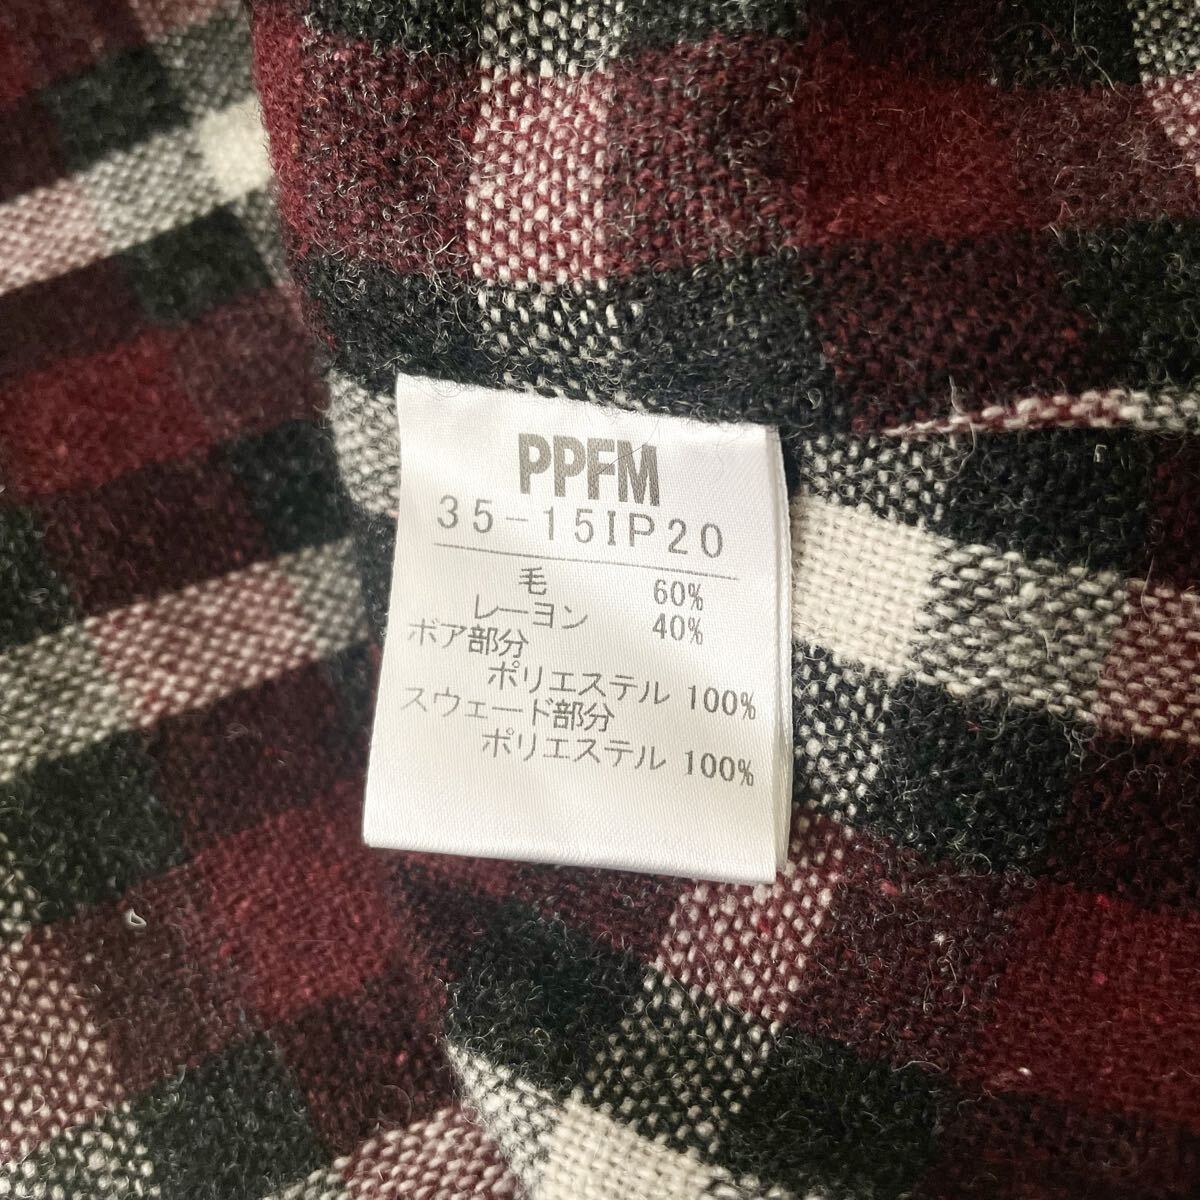 PPFM
35-15IP20
毛 60%
レーヨン 40%
ボア部分
ポリエステル 100%
スウェード部分
ポリエステル 100%